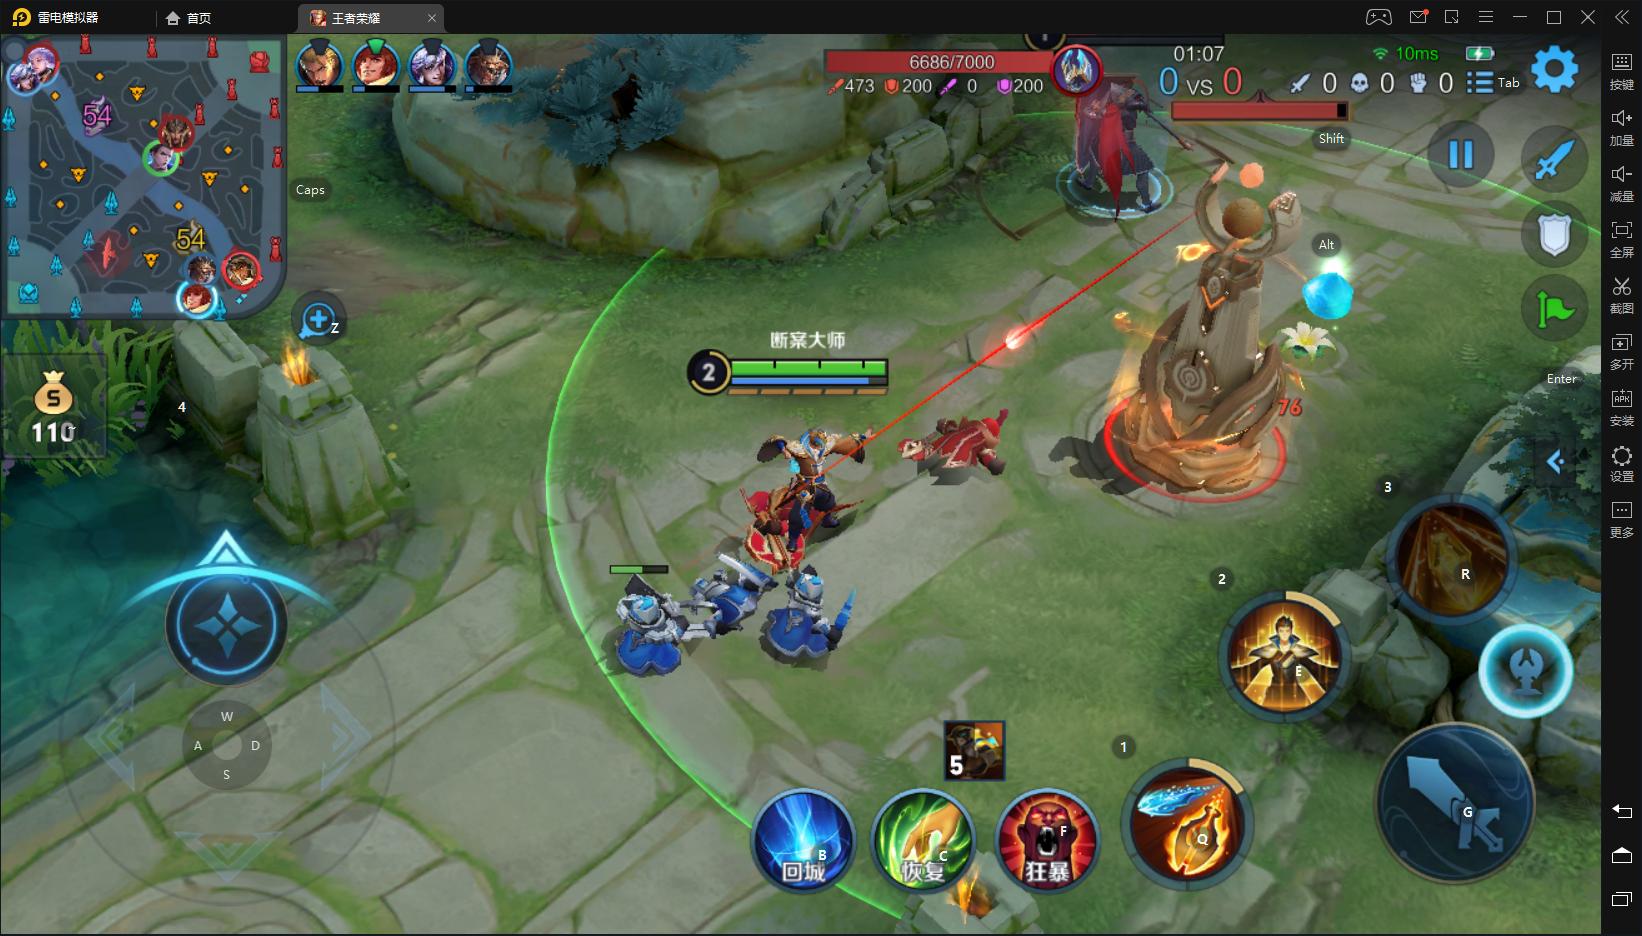 雷电模拟器
首页
王者荣耀
6686/7000
473 200 0 200
01:07
0 VS 0
10ms
0 0 0
Tab
Shift
按键
加量
减量
全屏
截图
多开
安装
APK
设置
更多
54
54
Caps
Z
Alt
Enter
110
4
断案大师
2
76
3
R
2
E
W
A D
S
5
1
Q
G
B
回城
C
恢复
F
狂暴